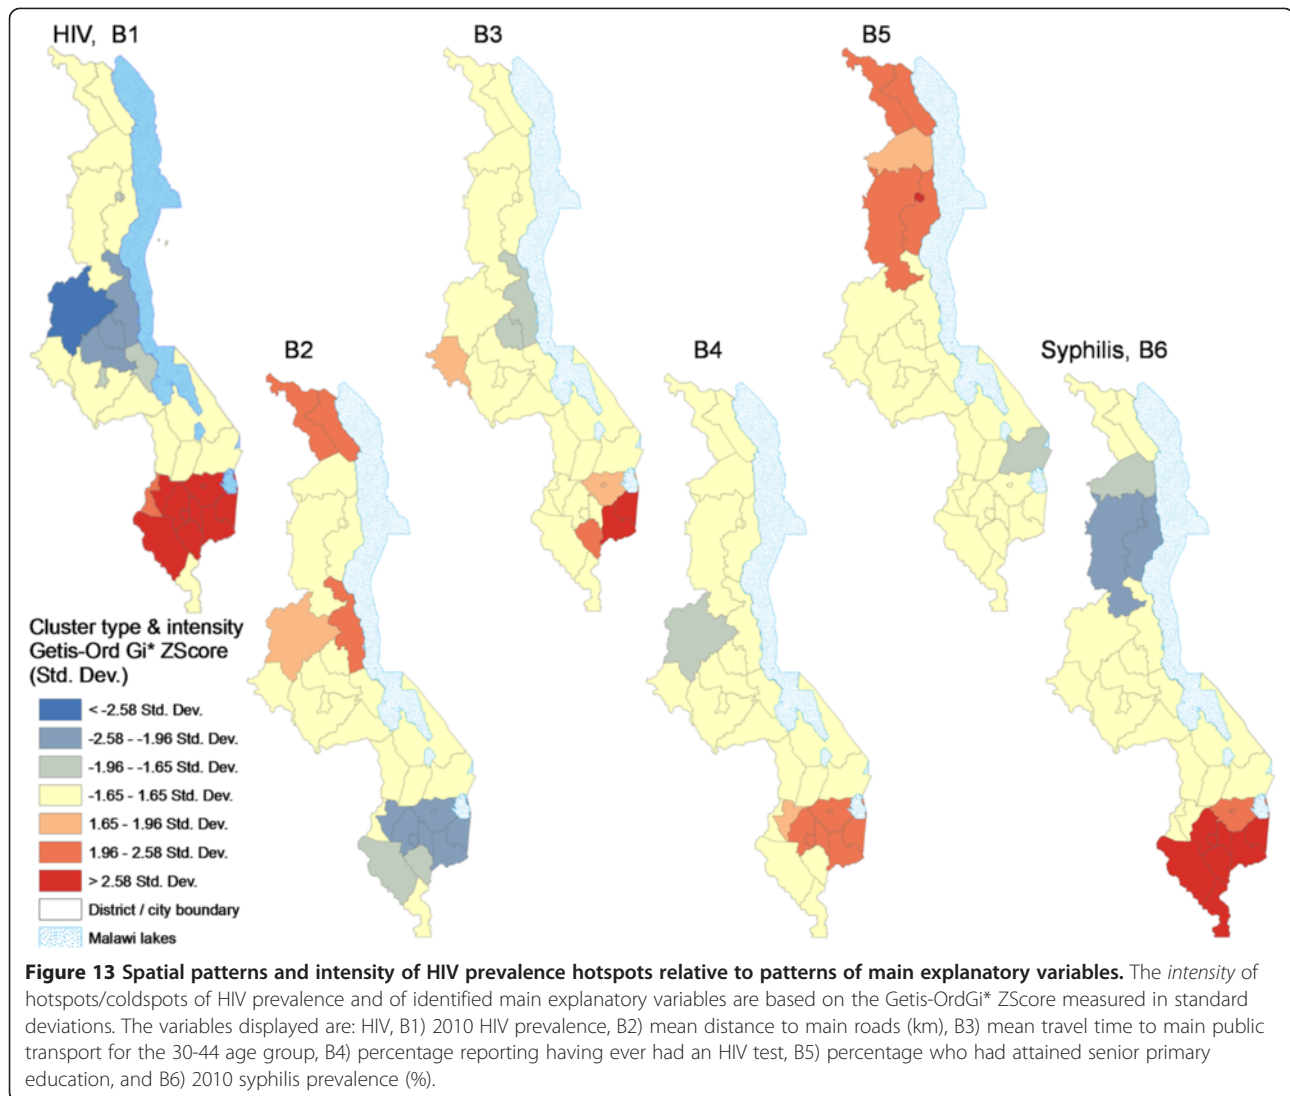 HIV, B1
B3
B5
B2
B4
Syphilis, B6
Cluster type & intensity
Getis-Ord Gi* ZScore
(Std. Dev.)
< -2.58 Std. Dev.
-2.58 - -1.96 Std. Dev.
-1.96 - -1.65 Std. Dev.
-1.65 - 1.65 Std. Dev.
1.65 - 1.96 Std. Dev.
1.96 - 2.58 Std. Dev.
> 2.58 Std. Dev.
District / city boundary
Malawi lakes
Figure 13 Spatial patterns and intensity of HIV prevalence hotspots relative to patterns of main explanatory variables. The intensity of
hotspots/coldspots of HIV prevalence and of identified main explanatory variables are based on the Getis-OrdGi* ZScore measured in standard
deviations. The variables displayed are: HIV, B1) 2010 HIV prevalence, B2) mean distance to main roads (km), B3) mean travel time to main public
transport for the 30-44 age group, B4) percentage reporting having ever had an HIV test, B5) percentage who had attained senior primary
education, and B6) 2010 syphilis prevalence (%).